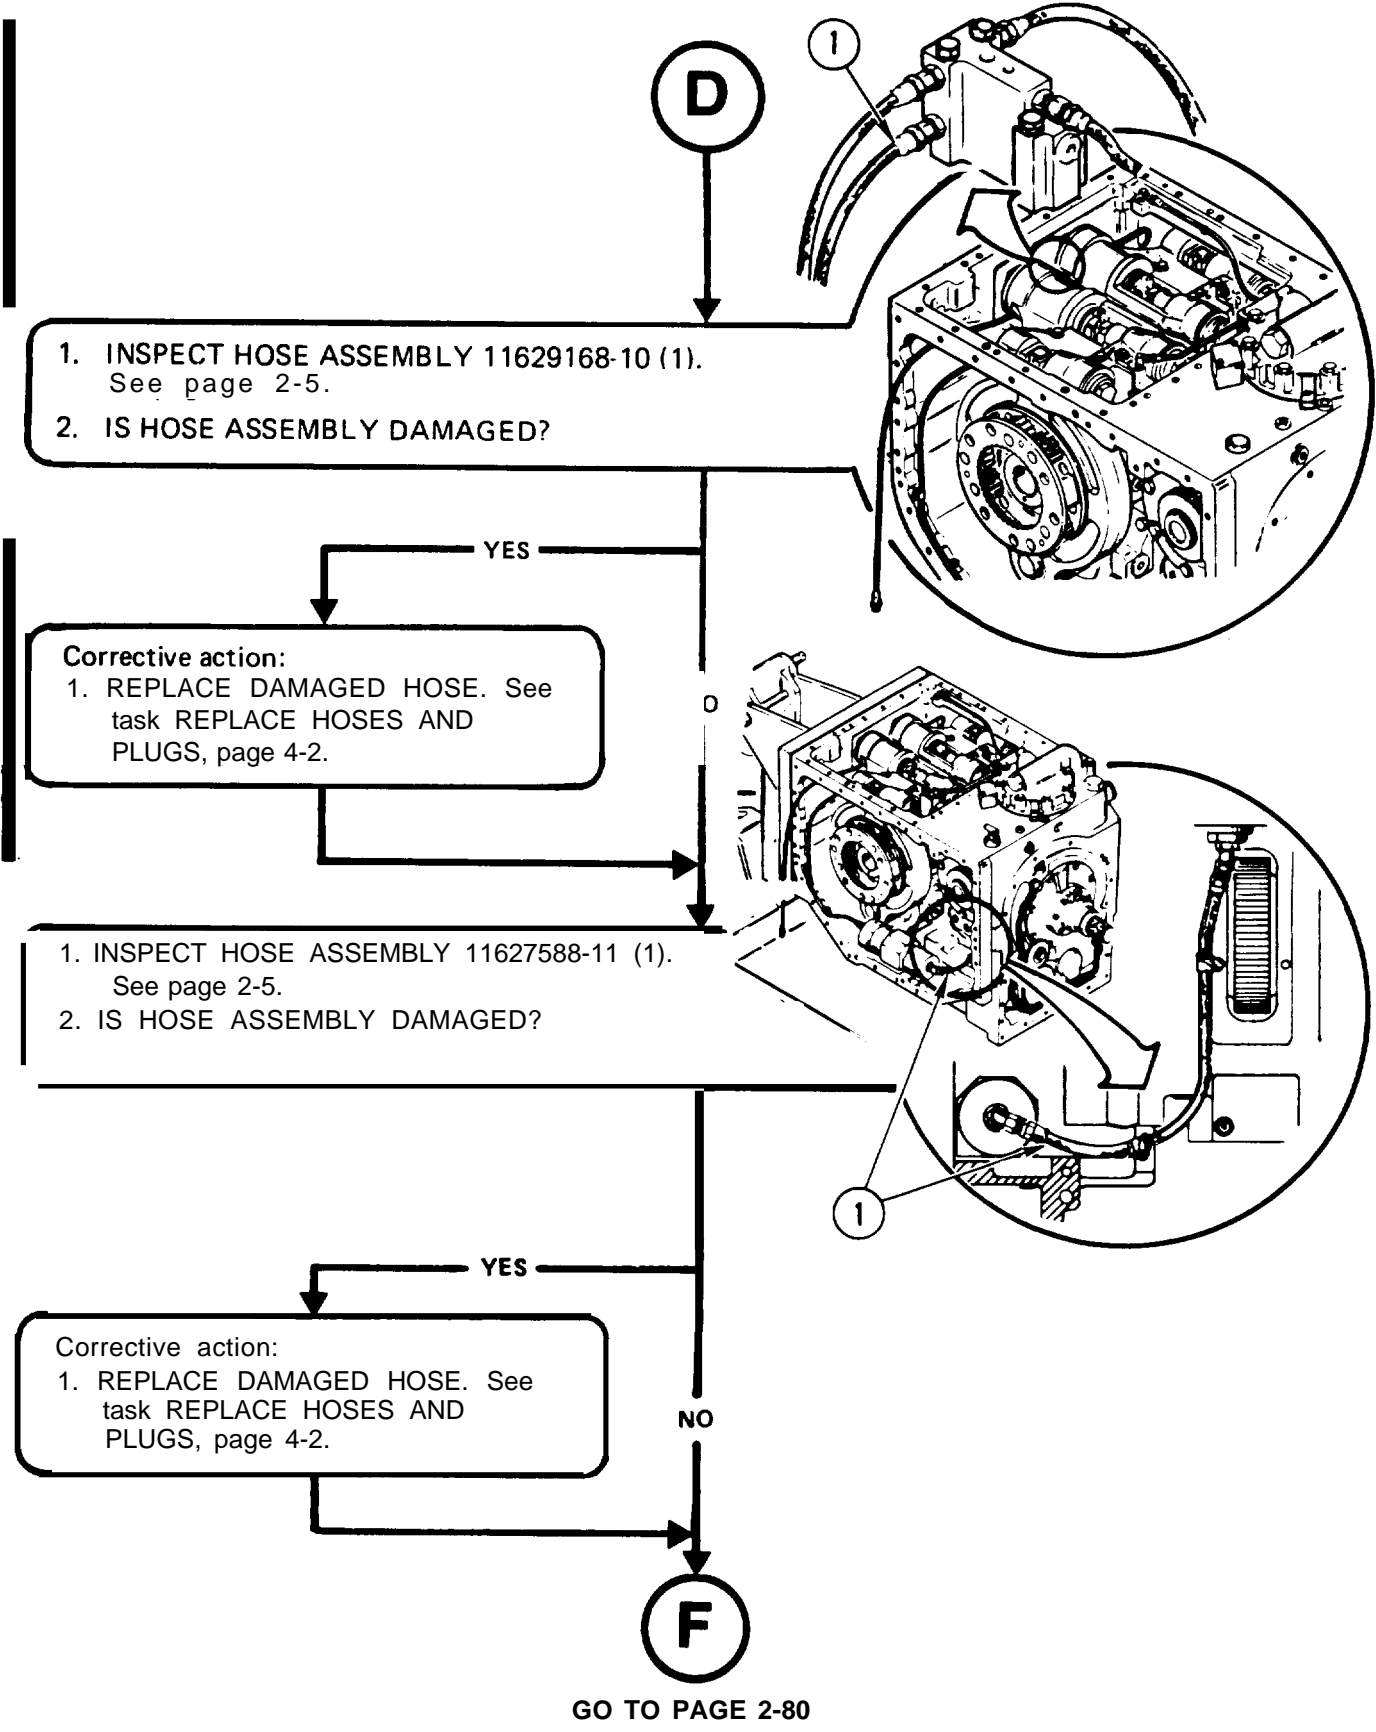 D
1
1. INSPECT HOSE ASSEMBLY 11629168-10 (1).
See page 2-5.
2. IS HOSE ASSEMBLY DAMAGED?
YES
Corrective action:
1. REPLACE DAMAGED HOSE. See
task REPLACE HOSES AND
PLUGS, page 4-2.
1. INSPECT HOSE ASSEMBLY 11627588-11 (1).
See page 2-5.
2. IS HOSE ASSEMBLY DAMAGED?
1
YES
Corrective action:
1. REPLACE DAMAGED HOSE. See
task REPLACE HOSES AND
PLUGS, page 4-2.
NO
F
GO TO PAGE 2-80